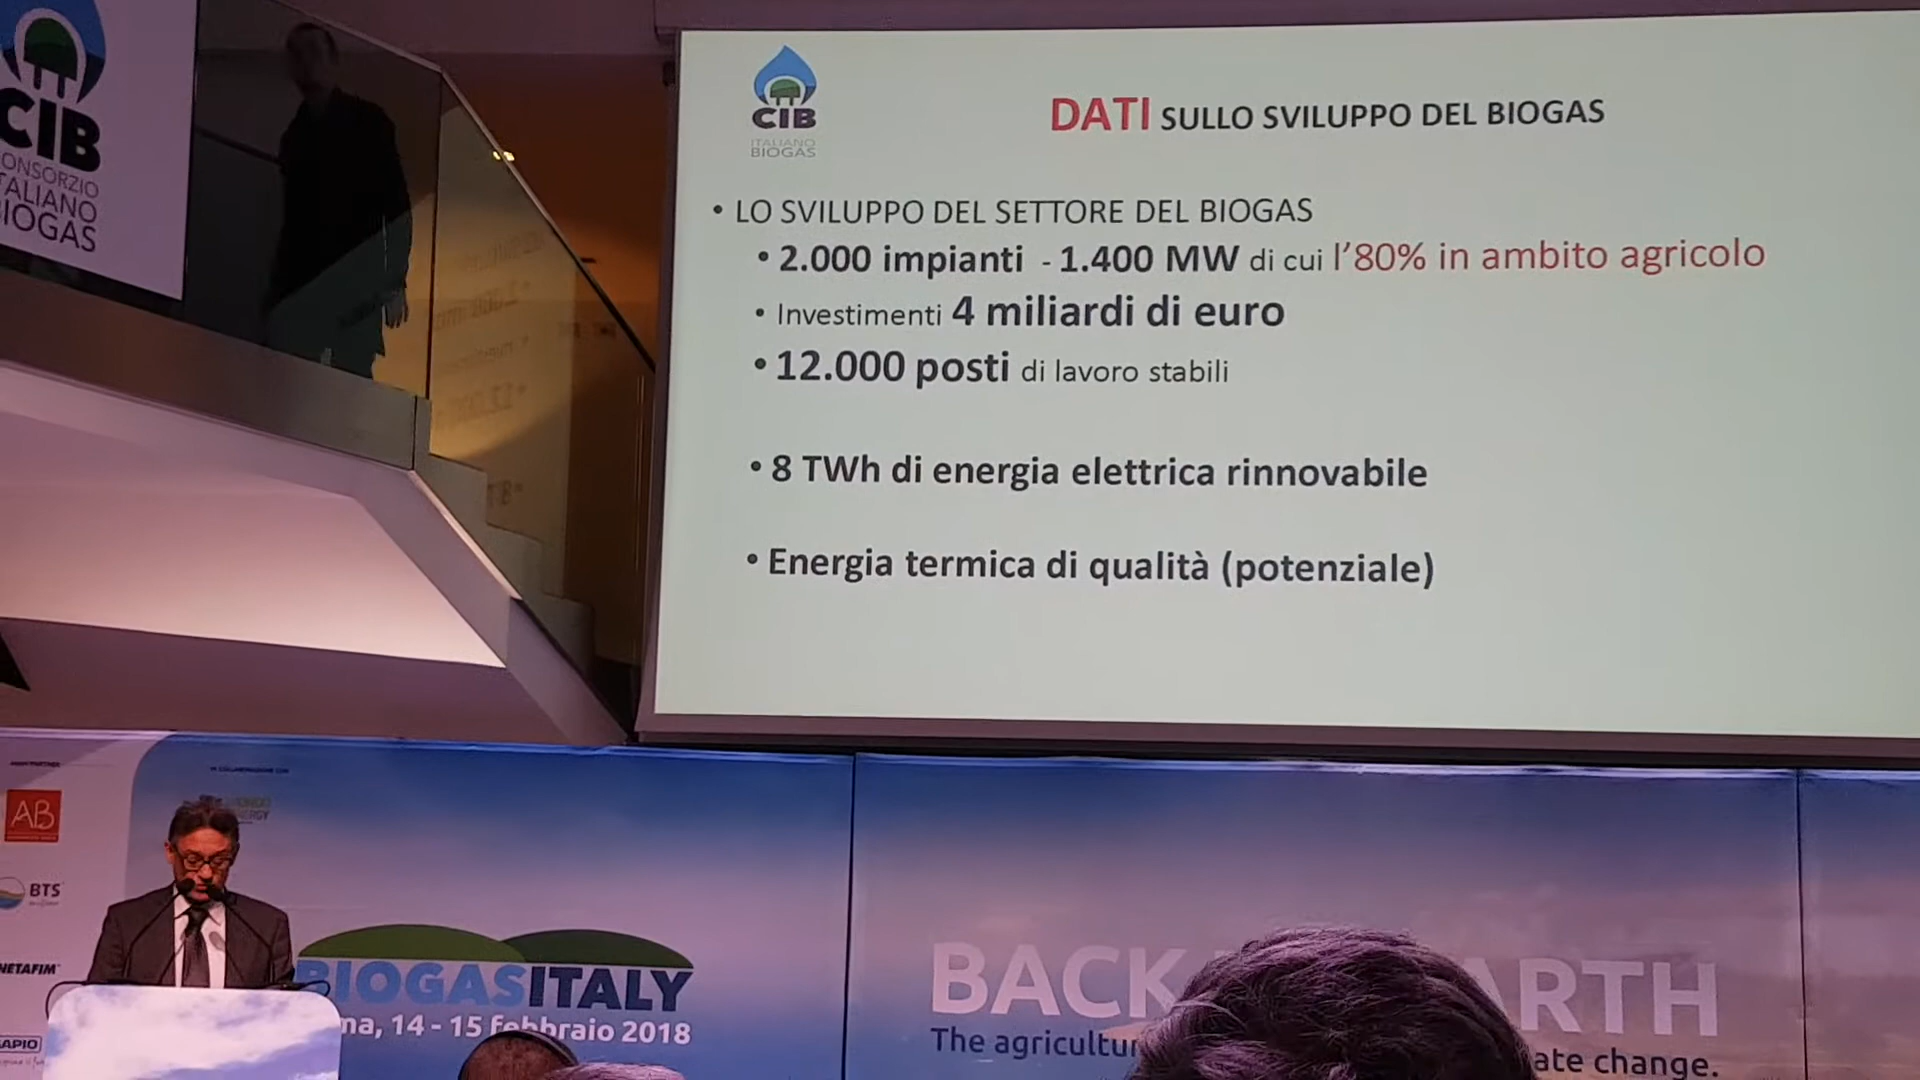 CIB
CONSORZIO
ITALIANO
BIOGAS
CIB
ITALIANO
BIOGAS
DATI SULLO SVILUPPO DEL BIOGAS
• LO SVILUPPO DEL SETTORE DEL BIOGAS
• 2.000 impianti - 1.400 MW di cui l'80% in ambito agricolo
• Investimenti 4 miliardi di euro
• 12.000 posti di lavoro stabili
• 8 TWh di energia elettrica rinnovabile
• Energia termica di qualità (potenziale)
AB
BTS
NETAFIM
SAPIO
BIOGASITALY
ma, 14 - 15 febbraio 2018
BACK ARTH
The agricultur ate change.